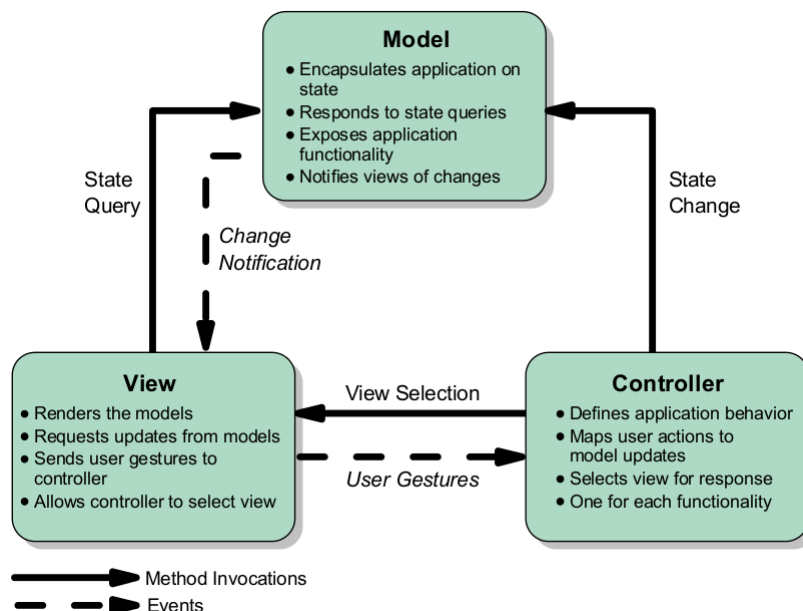 Model
● Encapsulates application on
state
● Responds to state queries
● Exposes application
functionality
● Notifies views of changes
State
Query
Change
Notification
State
Change
View
● Renders the models
● Requests updates from models
● Sends user gestures to
controller
● Allows controller to select view
View Selection
User Gestures
Controller
● Defines application behavior
● Maps user actions to
model updates
● Selects view for response
● One for each functionality
Method Invocations
Events